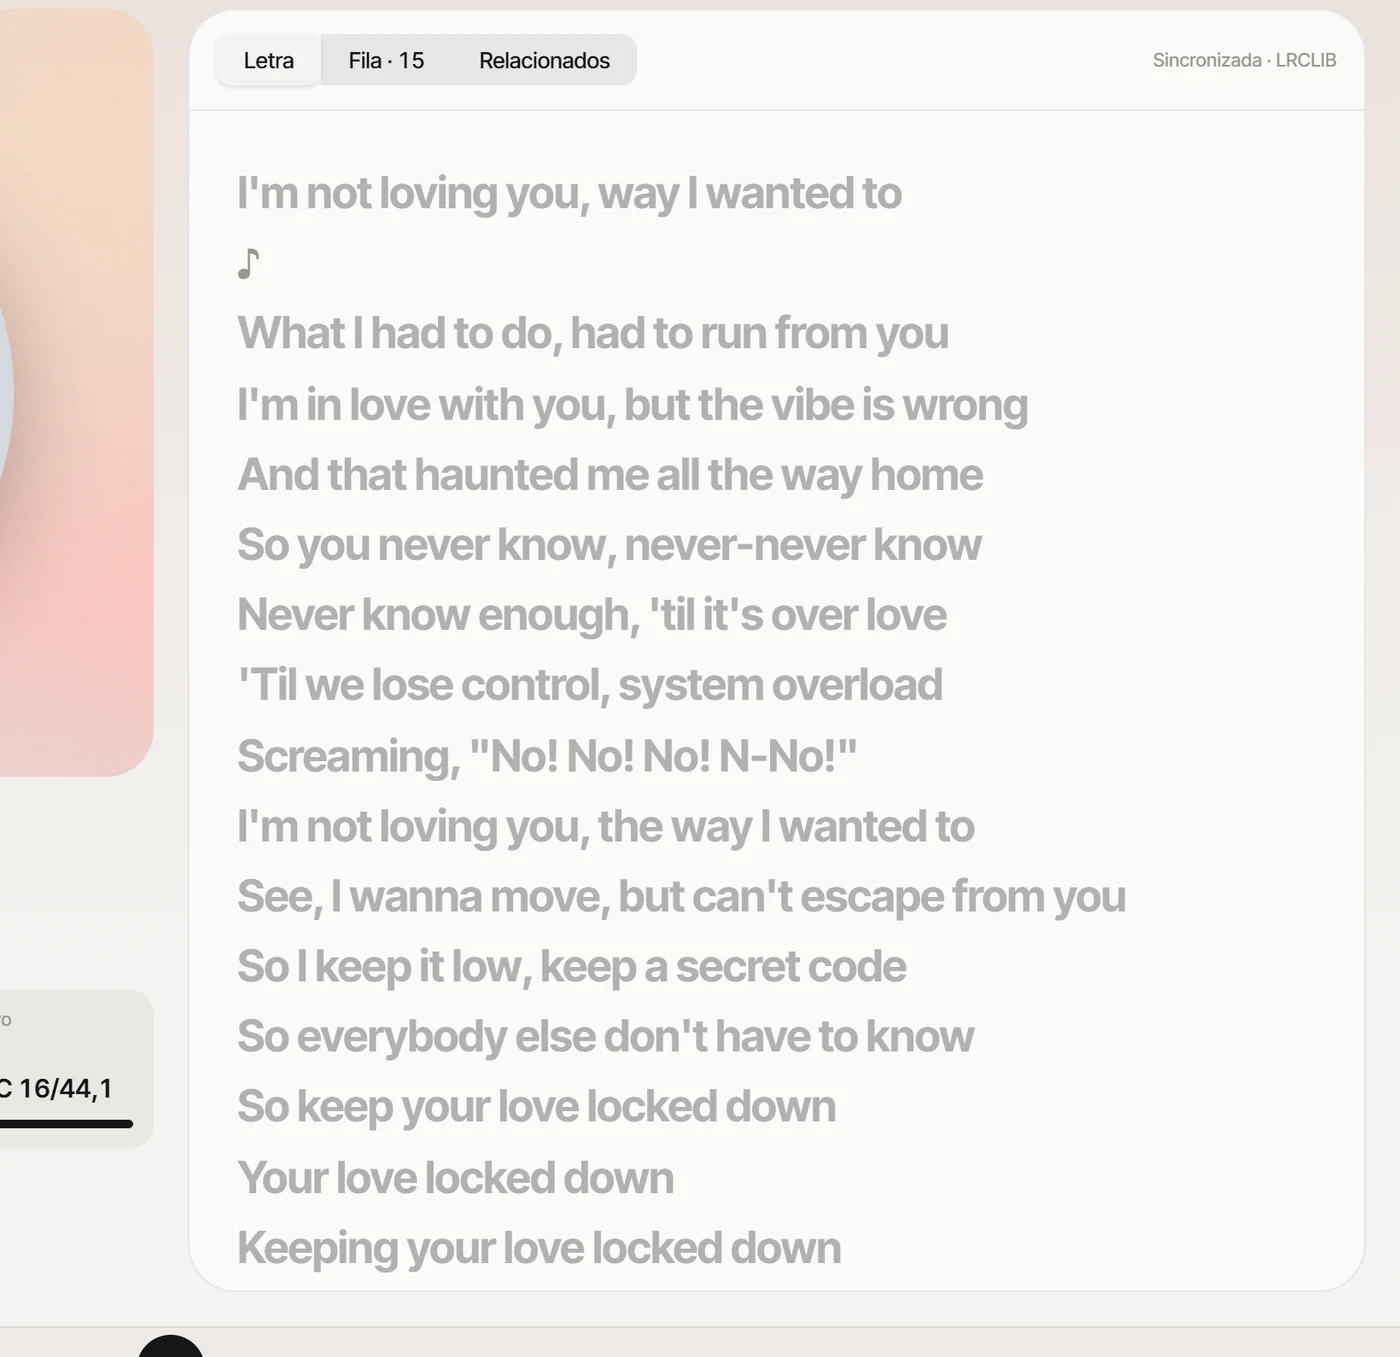 Letra
Fila · 15
Relacionados
Sincronizada · LRCLIB
I'm not loving you, way I wanted to
♪
What I had to do, had to run from you
I'm in love with you, but the vibe is wrong
And that haunted me all the way home
So you never know, never-never know
Never know enough, 'til it's over love
'Til we lose control, system overload
Screaming, "No! No! No! N-No!"
I'm not loving you, the way I wanted to
See, I wanna move, but can't escape from you
So I keep it low, keep a secret code
So everybody else don't have to know
So keep your love locked down
Your love locked down
Keeping your love locked down
C 16/44,1